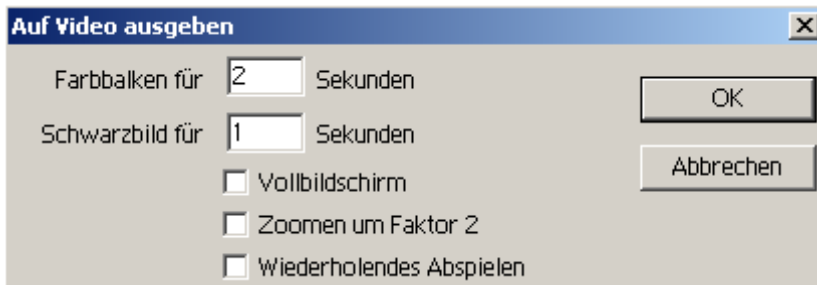 Auf Video ausgeben
Farbbalken für 2 Sekunden
OK
Schwarzbild für 1 Sekunden
Abbrechen
Vollbildschirm
Zoomen um Faktor 2
Wiederholendes Abspielen